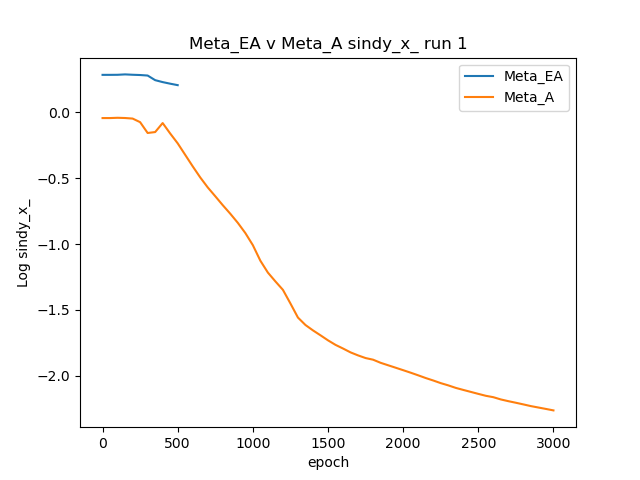 Meta_EA v Meta_A sindy_x_ run 1
Meta_EA
Meta_A
Log sindy_x_
0.0
−0.5
−1.0
−1.5
−2.0
0 500 1000 1500 2000 2500 3000
epoch